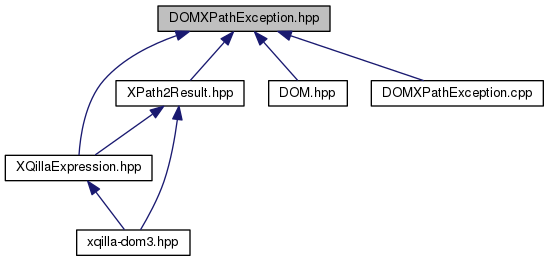 DOMXPathException.hpp
XPath2Result.hpp
DOM.hpp
DOMXPathException.cpp
XQillaExpression.hpp
xqilla-dom3.hpp